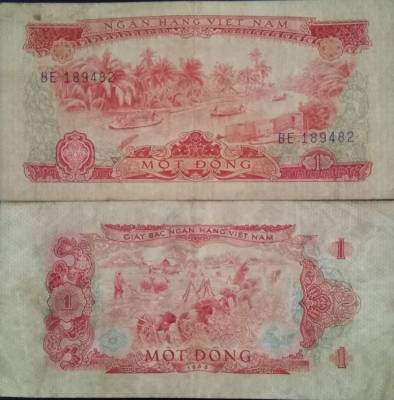 NGÂN HÀNG VIỆT NAM
BE 189482
BE 189482
MỘT ĐỒNG
1
GIẤY BẠC NGÂN HÀNG VIỆT NAM
1
1
MỘT ĐỒNG
1
1966